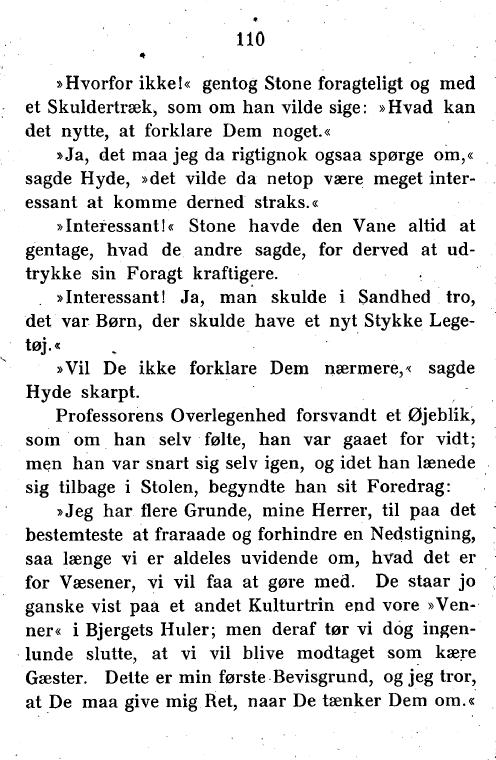 110
»Hvorfor ikke!« gentog Stone foragteligt og med
et Skuldertræk, som om han vilde sige: »Hvad kan
det nytte, at forklare Dem noget.«
»Ja, det maa jeg da rigtignok ogsaa spørge om,«
sagde Hyde, »det vilde da netop være meget inter-
essant at komme derned straks.«
»Interessant!« Stone havde den Vane altid at
gentage, hvad de andre sagde, for derved at ud-
trykke sin Foragt kraftigere.
»Interessant! Ja, man skulde i Sandhed tro,
det var Børn, der skulde have et nyt Stykke Lege-
tøj.«
»Vil De ikke forklare Dem nærmere,« sagde
Hyde skarpt.
Professorens Overlegenhed forsvandt et Øjeblik,
som om han selv følte, han var gaaet for vidt;
men han var snart sig selv igen, og idet han lænede
sig tilbage i Stolen, begyndte han sit Foredrag:
»Jeg har flere Grunde, mine Herrer, til paa det
bestemteste at fraraade og forhindre en Nedstigning,
saa længe vi er aldeles uvidende om, hvad det er
for Væsener, vi vil faa at gøre med. De staar jo
ganske vist paa et andet Kulturtrin end vore »Ven-
ner« i Bjergets Huler; men deraf tør vi dog ingen-
lunde slutte, at vi vil blive modtaget som kære
Gæster. Dette er min første Bevisgrund, og jeg tror,
at De maa give mig Ret, naar De tænker Dem om.«